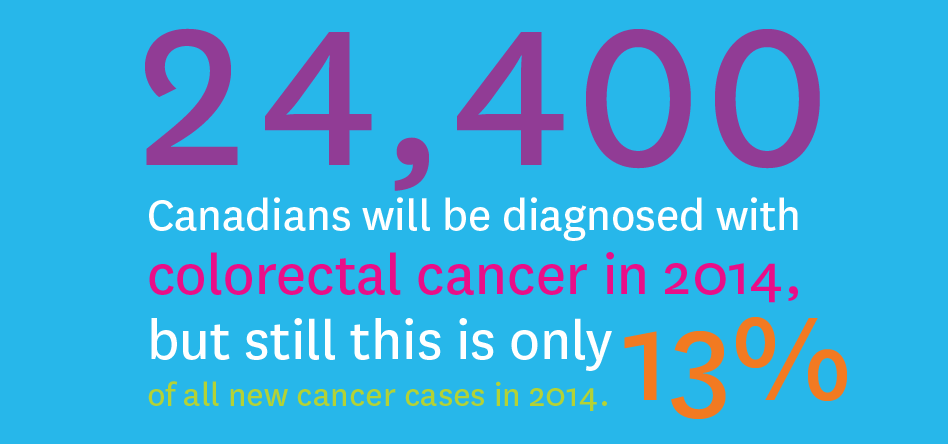 24,400
Canadians will be diagnosed with
colorectal cancer in 2014,
but still this is only 13%
of all new cancer cases in 2014.